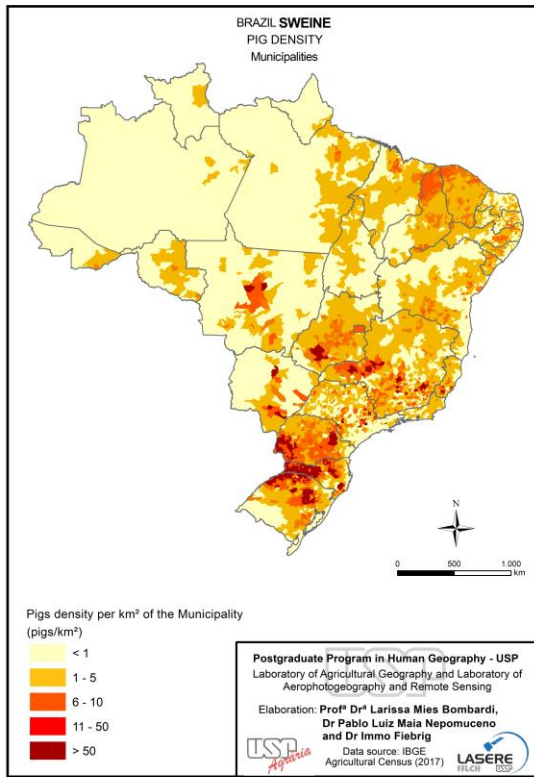 BRAZIL SWEINE
PIG DENSITY
Municipalities
N
0 500 1.000
km
Pigs density per km² of the Municipality
(pigs/km²)
< 1
1 - 5
6 - 10
11 - 50
> 50
USP
Postgraduate Program in Human Geography - USP
Laboratory of Agricultural Geography and Laboratory of
Aerophotogeography and Remote Sensing
Elaboration: Profª Drª Larissa Mies Bombardi,
Dr Pablo Luiz Maia Nepomuceno
and Dr Immo Fiebrig
Data source: IBGE
Agricultural Census (2017)
USP
Agrária
LASERE
FFLCH USP